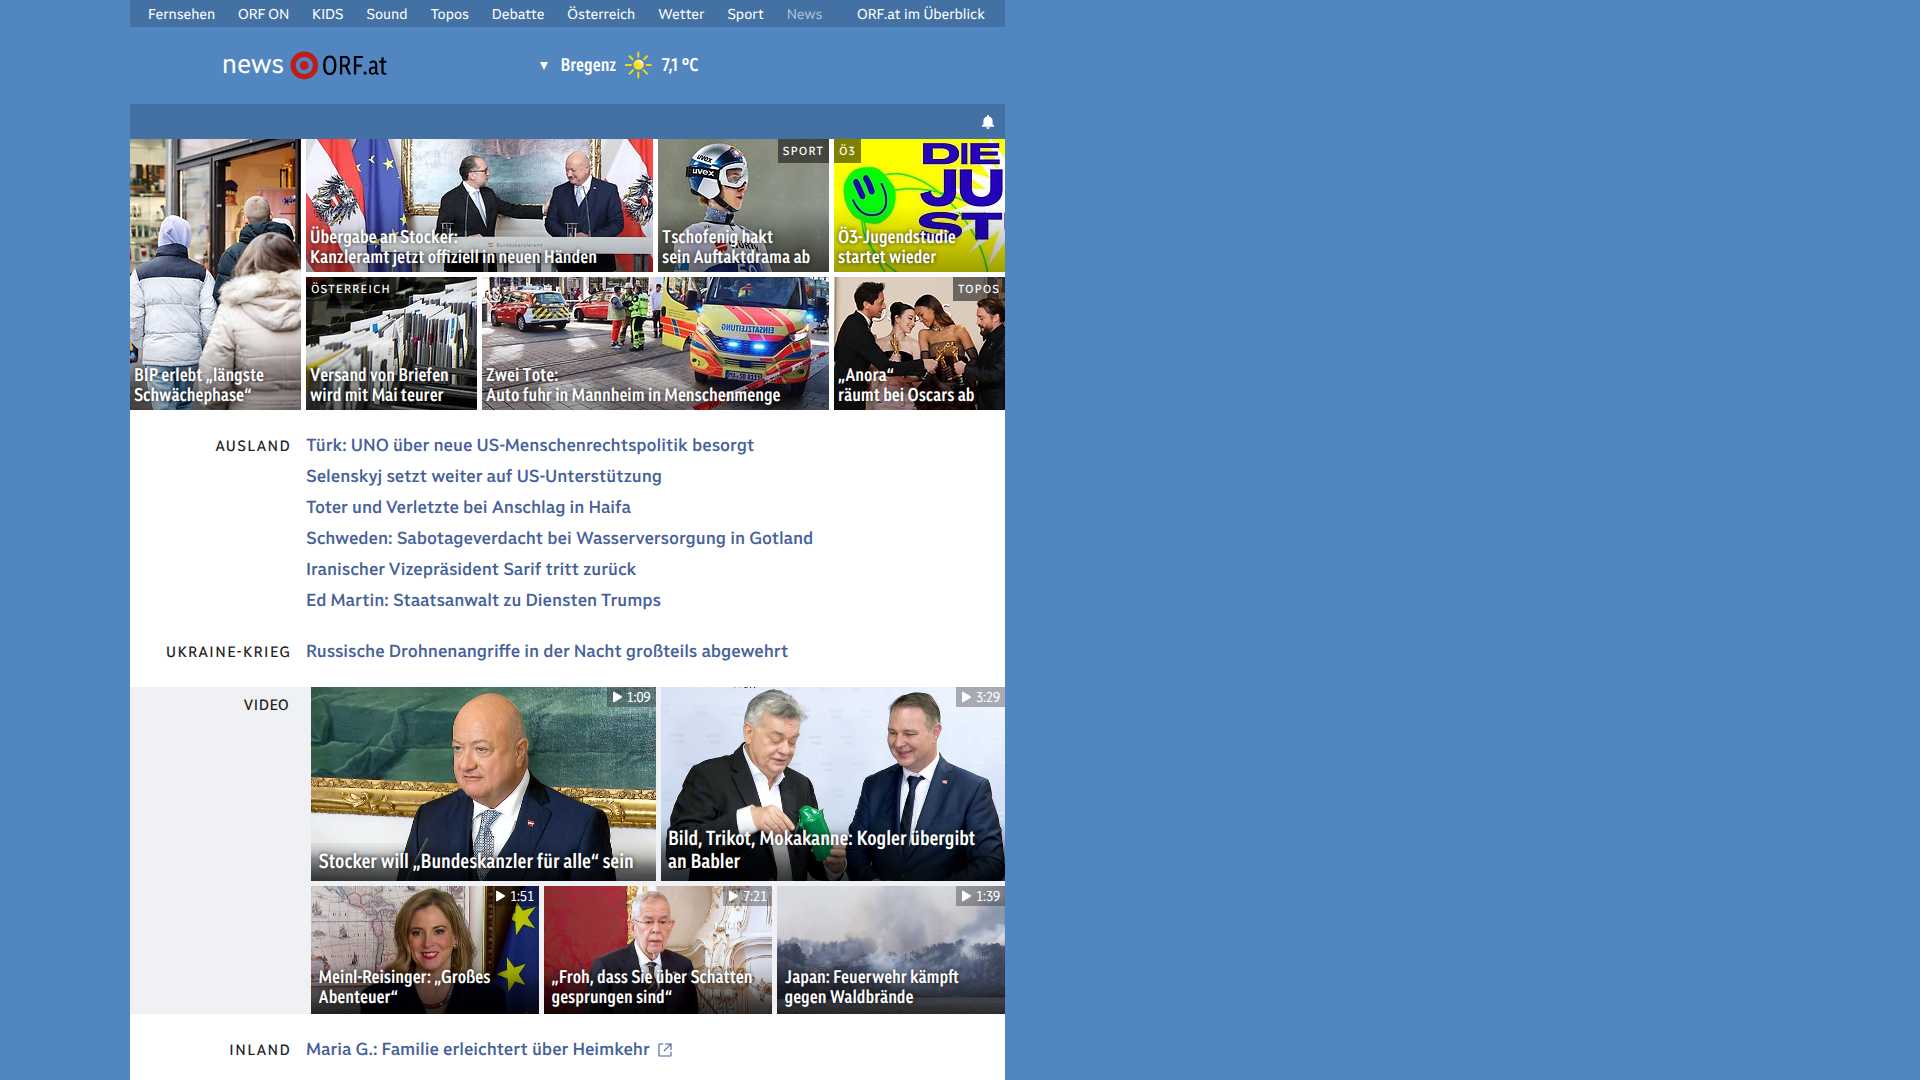 Fernsehen ORF ON KIDS Sound Topos Debatte Österreich Wetter Sport News ORF.at im Überblick
news ORF.at
Bregenz 7,1 °C
BIP erlebt „längste
Schwächephase“
Übergabe an Stocker:
Kanzleramt jetzt offiziell in neuen Händen
SPORT
uvex
uvex
Tschofenig hakt
sein Auftaktdrama ab
Ö3
DIE
JU
ST
Ö3-Jugendstudie
startet wieder
ÖSTERREICH
Versand von Briefen
wird mit Mai teurer
Zwei Tote:
Auto fuhr in Mannheim in Menschenmenge
TOPOS
„Anora“
räumt bei Oscars ab
AUSLAND
Türk: UNO über neue US-Menschenrechtspolitik besorgt
Selenskyj setzt weiter auf US-Unterstützung
Toter und Verletzte bei Anschlag in Haifa
Schweden: Sabotageverdacht bei Wasserversorgung in Gotland
Iranischer Vizepräsident Sarif tritt zurück
Ed Martin: Staatsanwalt zu Diensten Trumps
UKRAINE-KRIEG
Russische Drohnenangriffe in der Nacht großteils abgewehrt
VIDEO
1:09
Stocker will „Bundeskanzler für alle“ sein
3:29
Bild, Trikot, Mokakanne: Kogler übergibt
an Babler
1:51
Meinl-Reisinger: „Großes
Abenteuer“
7:21
„Froh, dass Sie über Schatten
gesprungen sind“
1:39
Japan: Feuerwehr kämpft
gegen Waldbrände
INLAND
Maria G.: Familie erleichtert über Heimkehr